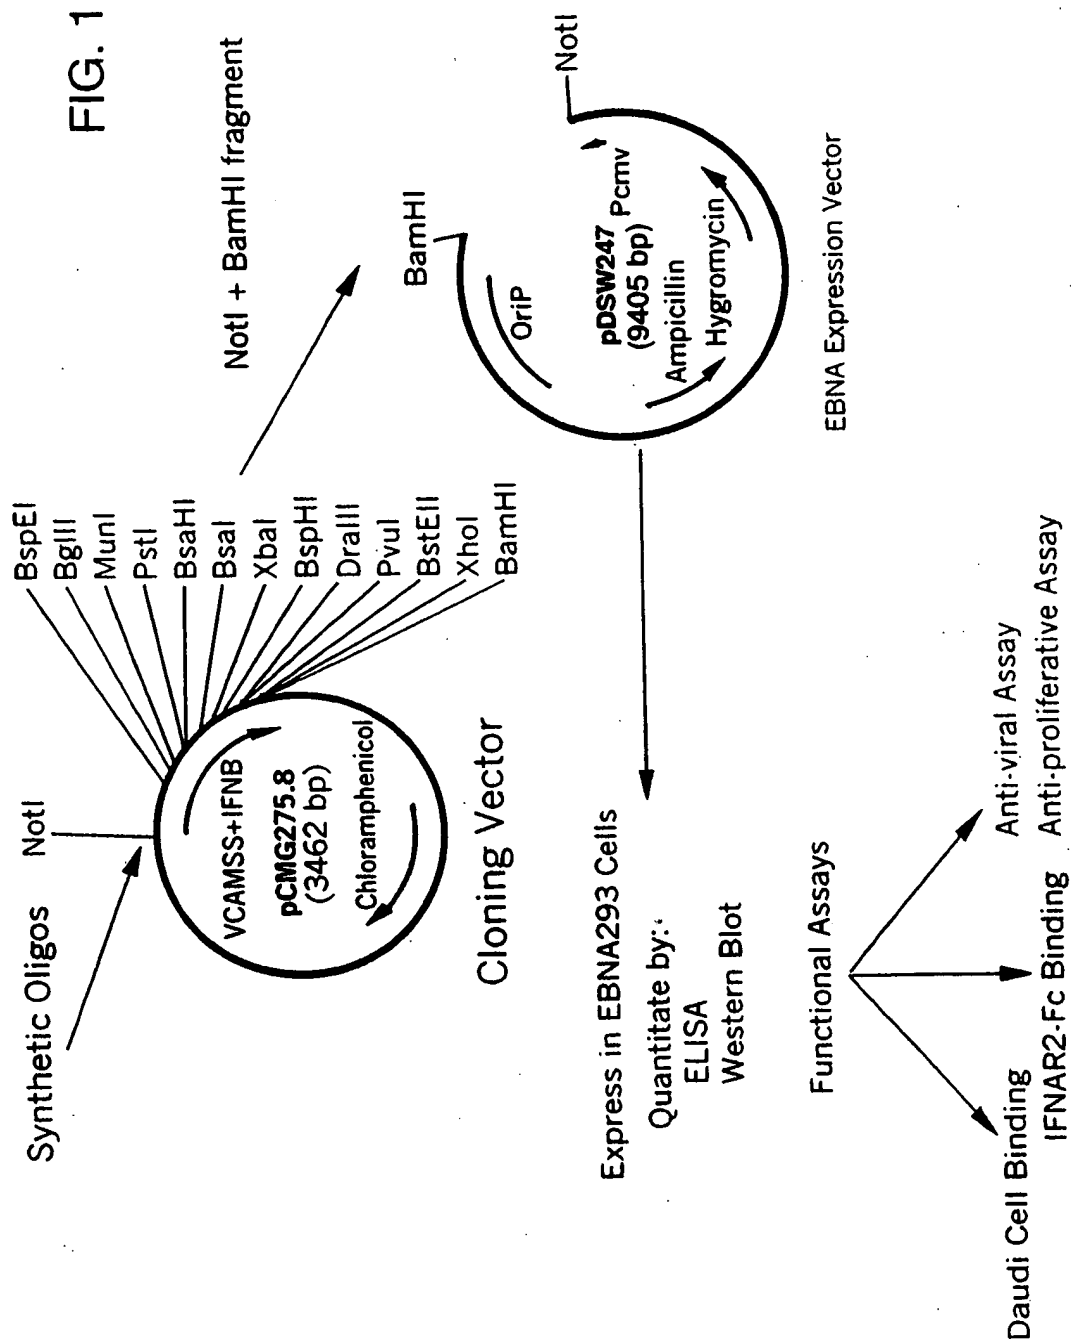 FIG. 1
Synthetic Oligos
NotI
BspEI
BglII
MunI
PstI
BsaHI
BsaI
XbaI
BspHI
DraIII
PvuI
BstEII
XhoI
BamHI
VCAMSS+IFNB
pCMG275.8
(3462 bp)
Chloramphenicol
Cloning Vector
NotI + BamHI fragment
BamHI
NotI
OriP
pDSW247
(9405 bp)
Pcmv
Ampicillin
Hygromycin
EBNA Expression Vector
Express in EBNA293 Cells
Quantitate by:
ELISA
Western Blot
Functional Assays
Daudi Cell Binding
IFNAR2-Fc Binding
Anti-viral Assay
Anti-proliferative Assay